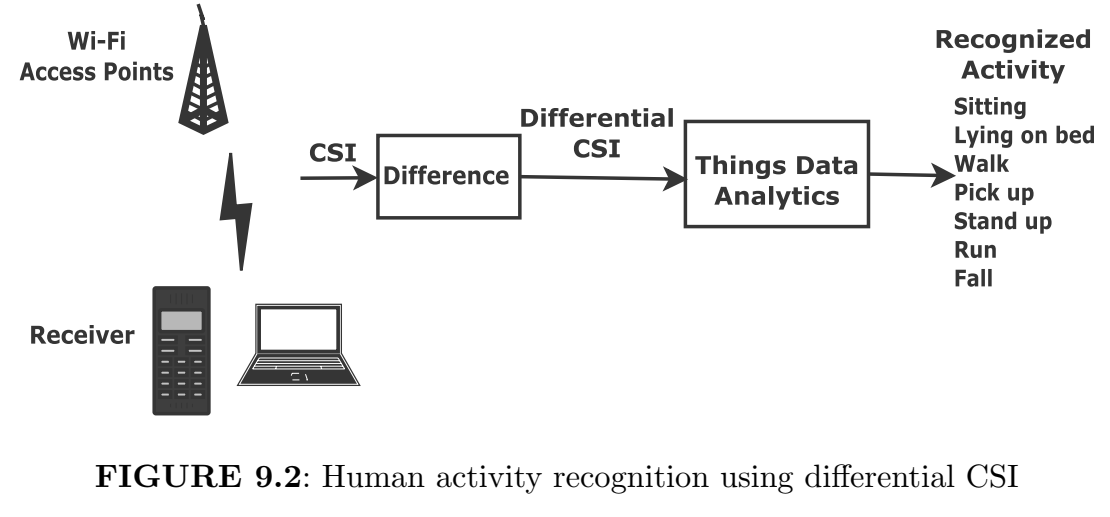 Wi-Fi
Access Points
Receiver
CSI
Difference
Differential
CSI
Things Data
Analytics
Recognized
Activity
Sitting
Lying on bed
Walk
Pick up
Stand up
Run
Fall
FIGURE 9.2: Human activity recognition using differential CSI